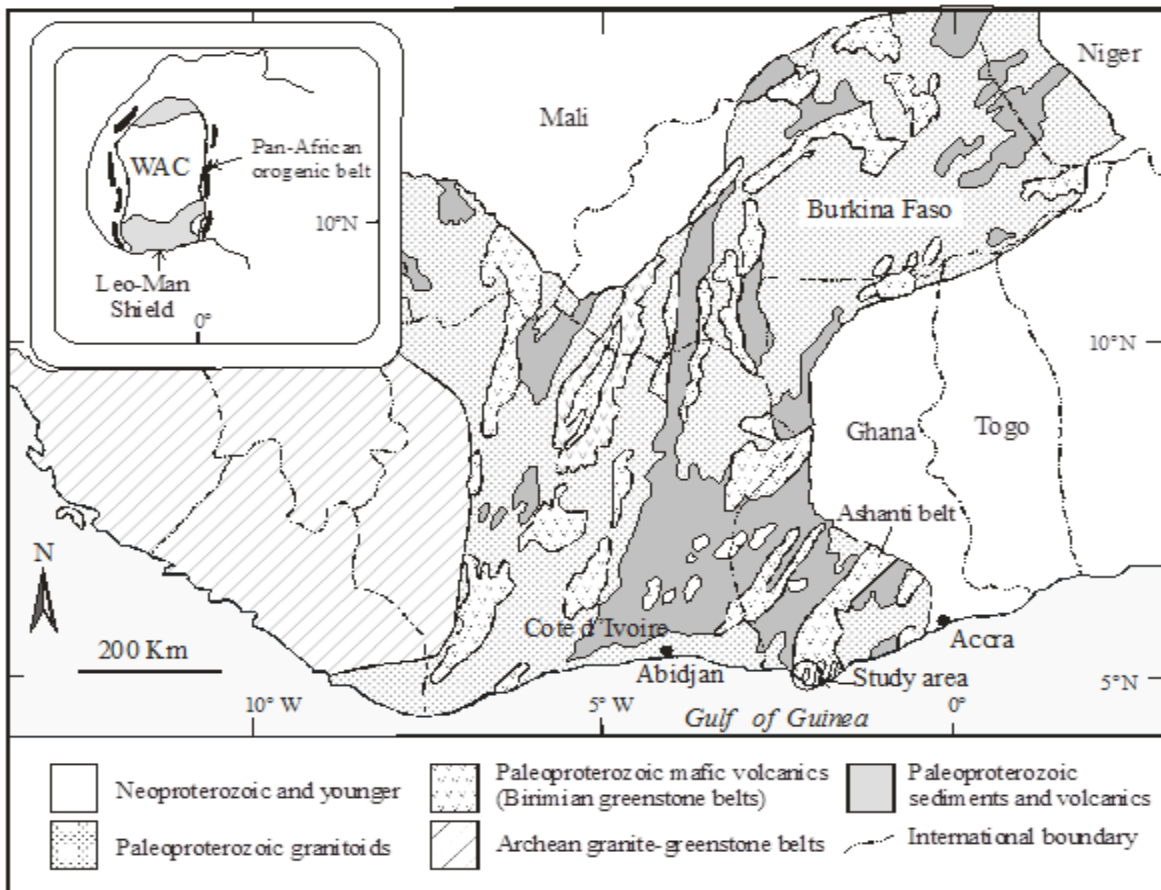 Niger
Mali
Pan-African
orogenic belt
WAC
10°N
Burkina Faso
Leo-Man
Shield
0°
10°N
Ghana
Togo
Ashanti belt
N
Cote d'Ivoire
Accra
200 Km
Abidjan
Study area
5°N
10° W
5°W
0°
Gulf of Guinea
Neoproterozoic and younger
Paleoproterozoic mafic volcanics
(Birimian greenstone belts)
Paleoproterozoic
sediments and volcanics
Paleoproterozoic granitoids
Archean granite-greenstone belts
International boundary